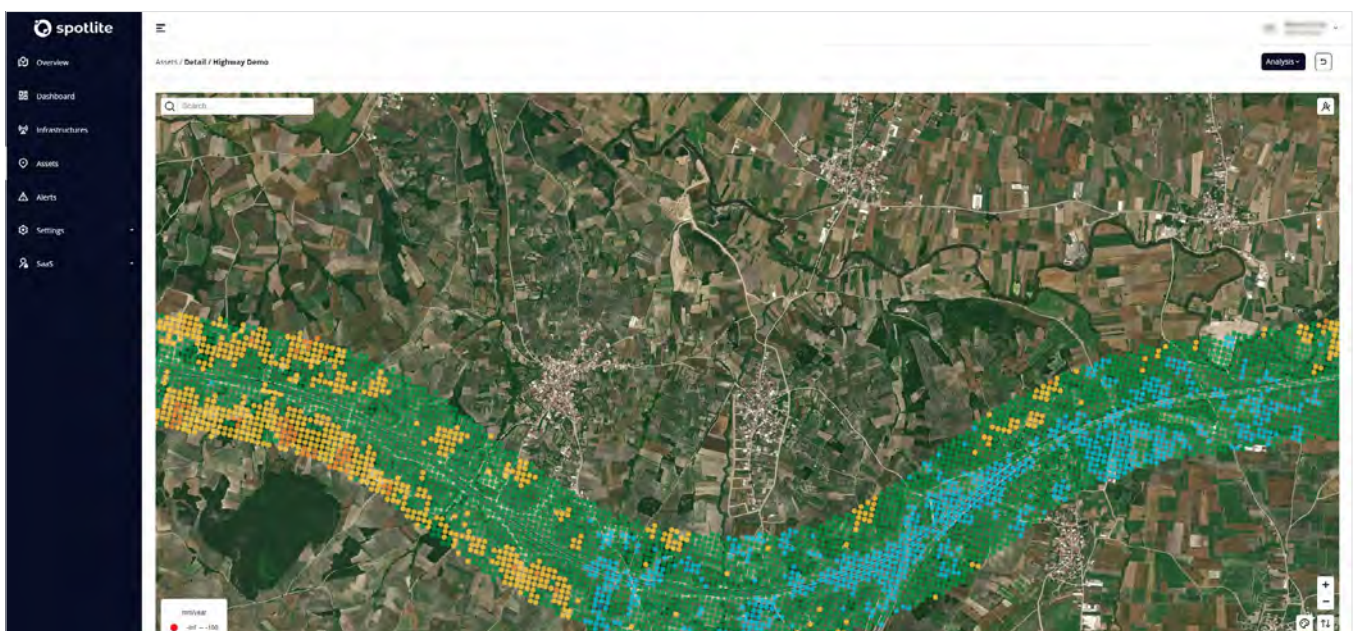 spotlite
Overview
Dashboard
Infrastructures
Assets
Alerts
Settings
SaaS
Assets / Detail / Highway Demo
Analysis
Search...
mm/year
-inf — -100